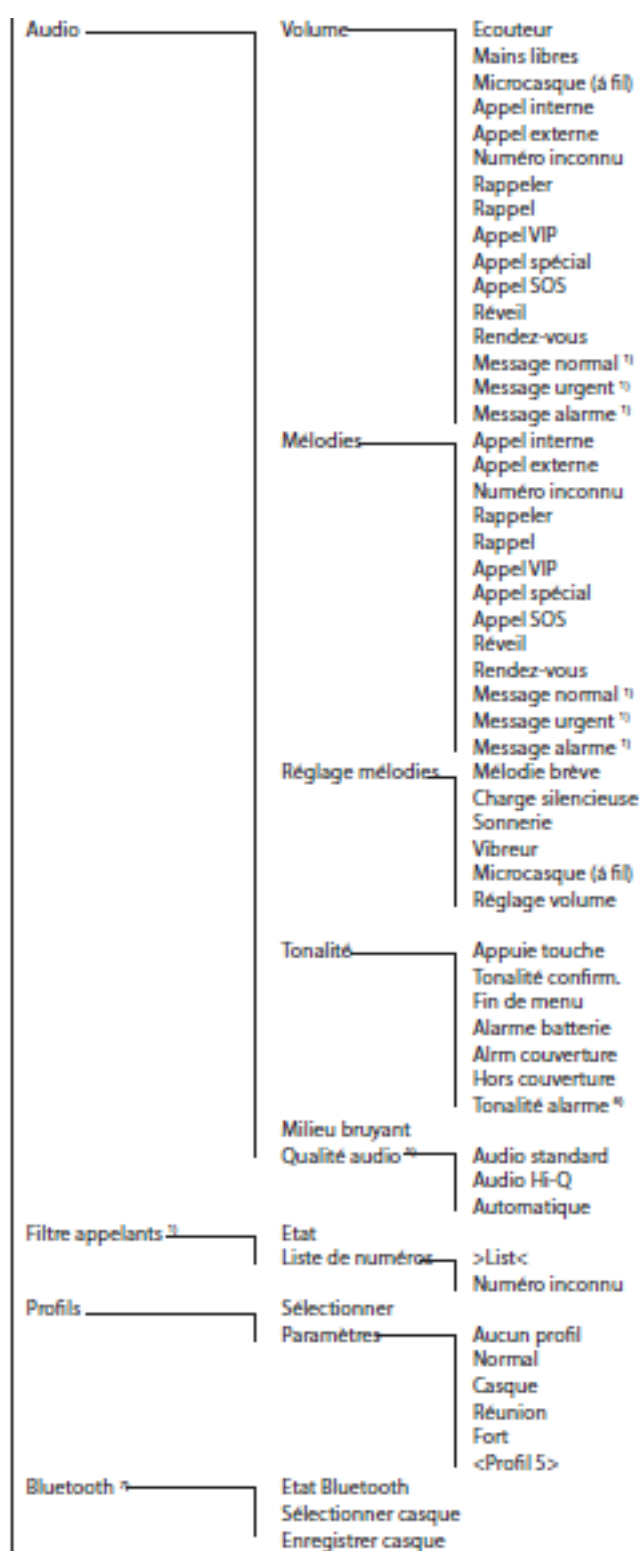 Audio Volume Ecouteur
Mains libres
Microcasque (á fil)
Appel interne
Appel externe
Numéro inconnu
Rappeler
Rappel
Appel VIP
Appel spécial
Appel SOS
Réveil
Rendez-vous
Message normal 1)
Message urgent 1)
Message alarme 1)
Mélodies Appel interne
Appel externe
Numéro inconnu
Rappeler
Rappel
Appel VIP
Appel spécial
Appel SOS
Réveil
Rendez-vous
Message normal 1)
Message urgent 1)
Message alarme 1)
Réglage mélodies Mélodie brève
Charge silencieuse
Sonnerie
Vibreur
Microcasque (á fil)
Réglage volume
Tonalité Appuie touche
Tonalité confirm.
Fin de menu
Alarme batterie
Alrm couverture
Hors couverture
Tonalité alarme
Milieu bruyant
Qualité audio Audio standard
Audio Hi-Q
Automatique
Filtre appelants Etat
Liste de numéros >List<
Numéro inconnu
Profils Sélectionner
Paramètres Aucun profil
Normal
Casque
Réunion
Fort
<Profil 5>
Bluetooth Etat Bluetooth
Sélectionner casque
Enregistrer casque